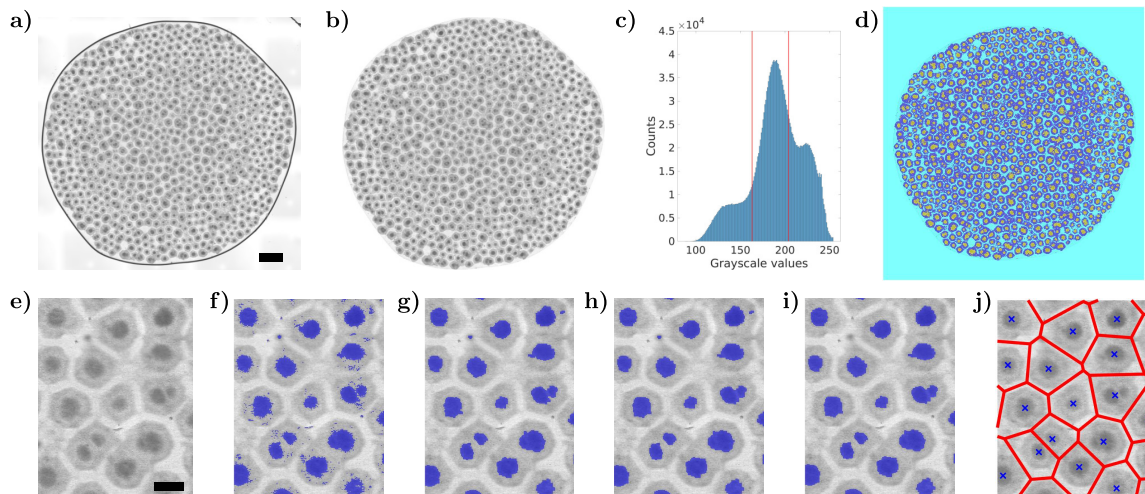 a)
b)
c)
d)
×10⁴
4.5
4
3.5
3
2.5
2
1.5
1
0.5
0
Counts
100
150
200
250
Grayscale values
e)
f)
g)
h)
i)
j)